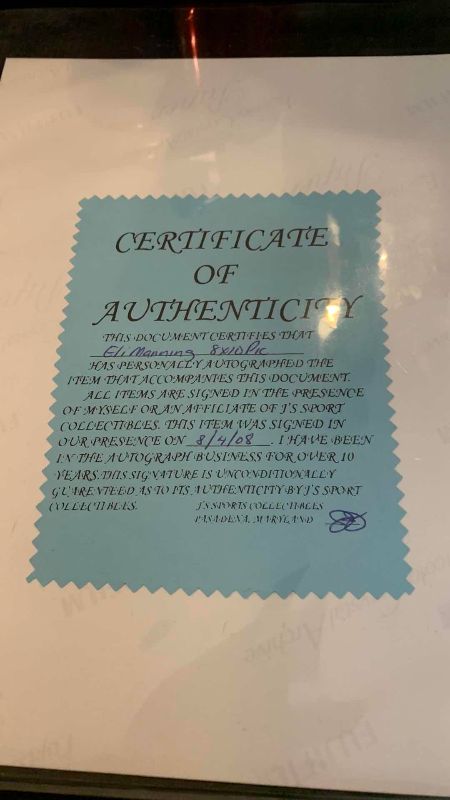 CERTIFICATE
OF
AUTHENTICITY
THIS DOCUMENT CERTIFIES THAT
Eli Manning 8x10 Pic
HAS PERSONALLY AUTOGRAPHED THE
ITEM THAT ACCOMPANIES THIS DOCUMENT.
ALL ITEMS ARE SIGNED IN THE PRESENCE
OF MYSELF OR AN AFFILIATE OF J'S SPORT
COLLECTIBLES. THIS ITEM WAS SIGNED IN
OUR PRESENCE ON 8/4/08. I HAVE BEEN
IN THE AUTOGRAPH BUSINESS FOR OVER 10
YEARS. THIS SIGNATURE IS UNCONDITIONALLY
GUARENTEED AS TO ITS AUTHENTICITY BY J'S SPORT
COLLECTIBLES.
J'S SPORTS COLLECTIBLES
PASADENA, MARYLAND